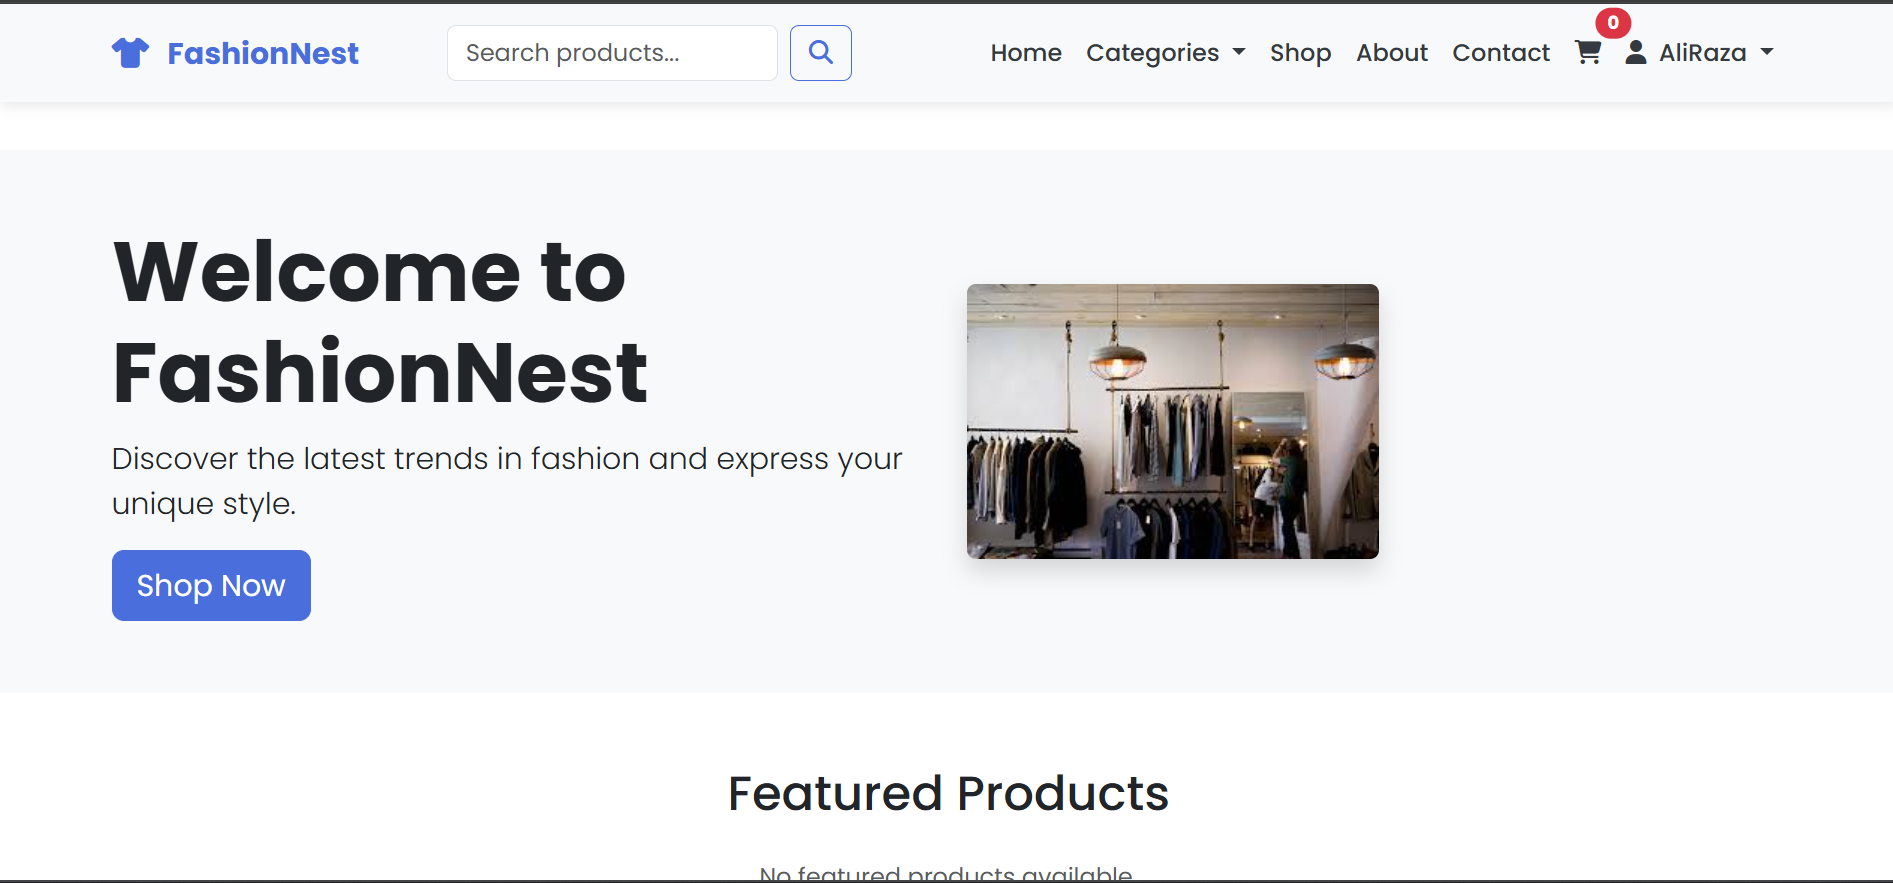 FashionNest
Search products...
Home
Categories
Shop
About
Contact
0
AliRaza
Welcome to
FashionNest
Discover the latest trends in fashion and express your
unique style.
Shop Now
Featured Products
No featured products available